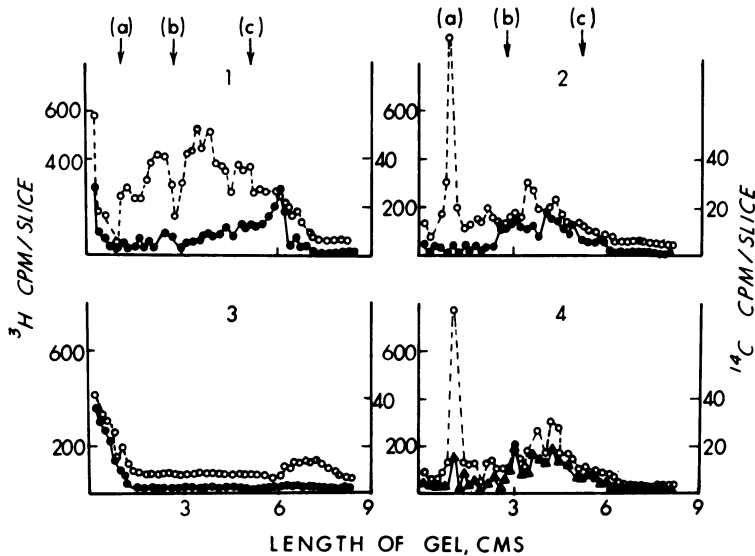 (a) (b) (c) (a) (b) (c)
1 2
600
400 40 40
200 20
3 4
600 600
40 40
200 200 20
3 6 9 3 6 9
³H CPM/SLICE
¹⁴C CPM/SLICE
LENGTH OF GEL, CMS